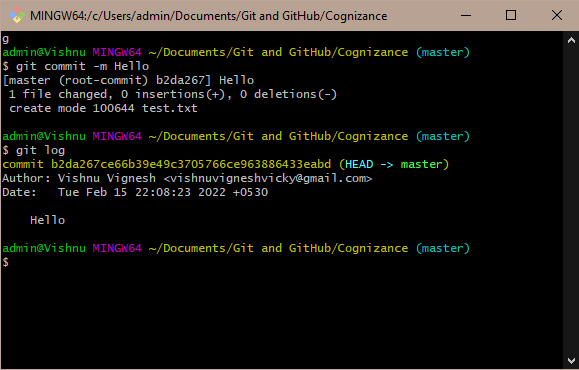 MINGW64:/c/Users/admin/Documents/Git and GitHub/Cognizance
g
admin@Vishnu MINGW64 ~/Documents/Git and GitHub/Cognizance (master)
$ git commit -m Hello
[master (root-commit) b2da267] Hello
 1 file changed, 0 insertions(+), 0 deletions(-)
 create mode 100644 test.txt
admin@Vishnu MINGW64 ~/Documents/Git and GitHub/Cognizance (master)
$ git log
commit b2da267ce66b39e49c3705766ce963886433eabd (HEAD -> master)
Author: Vishnu Vignesh <vishnuvigneshvicky@gmail.com>
Date:   Tue Feb 15 22:08:23 2022 +0530
    Hello
admin@Vishnu MINGW64 ~/Documents/Git and GitHub/Cognizance (master)
$